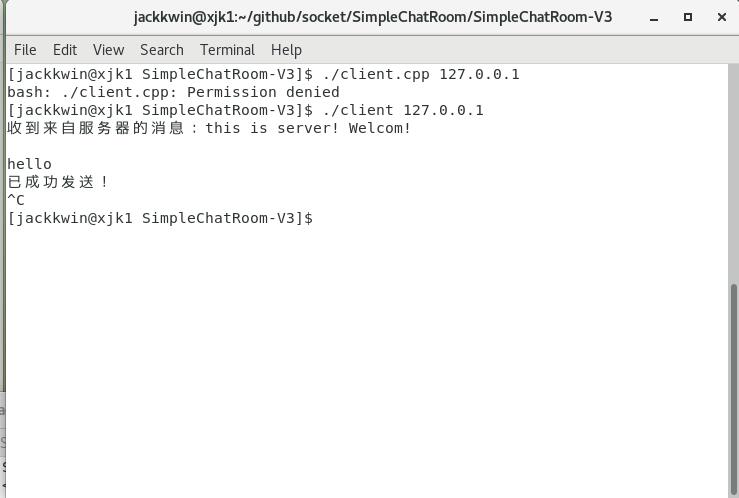 jackkwin@xjk1:~/github/socket/SimpleChatRoom/SimpleChatRoom-V3
File Edit View Search Terminal Help
[jackkwin@xjk1 SimpleChatRoom-V3]$ ./client.cpp 127.0.0.1
bash: ./client.cpp: Permission denied
[jackkwin@xjk1 SimpleChatRoom-V3]$ ./client 127.0.0.1
收到来自服务器的消息：this is server! Welcom!
hello
已成功发送！
^C
[jackkwin@xjk1 SimpleChatRoom-V3]$